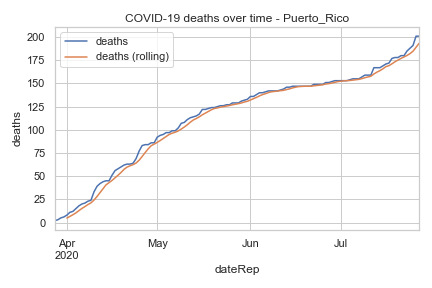 COVID-19 deaths over time - Puerto_Rico
deaths
deaths (rolling)
200
175
150
125
100
75
50
25
0
deaths
Apr
2020
May
Jun
Jul
dateRep